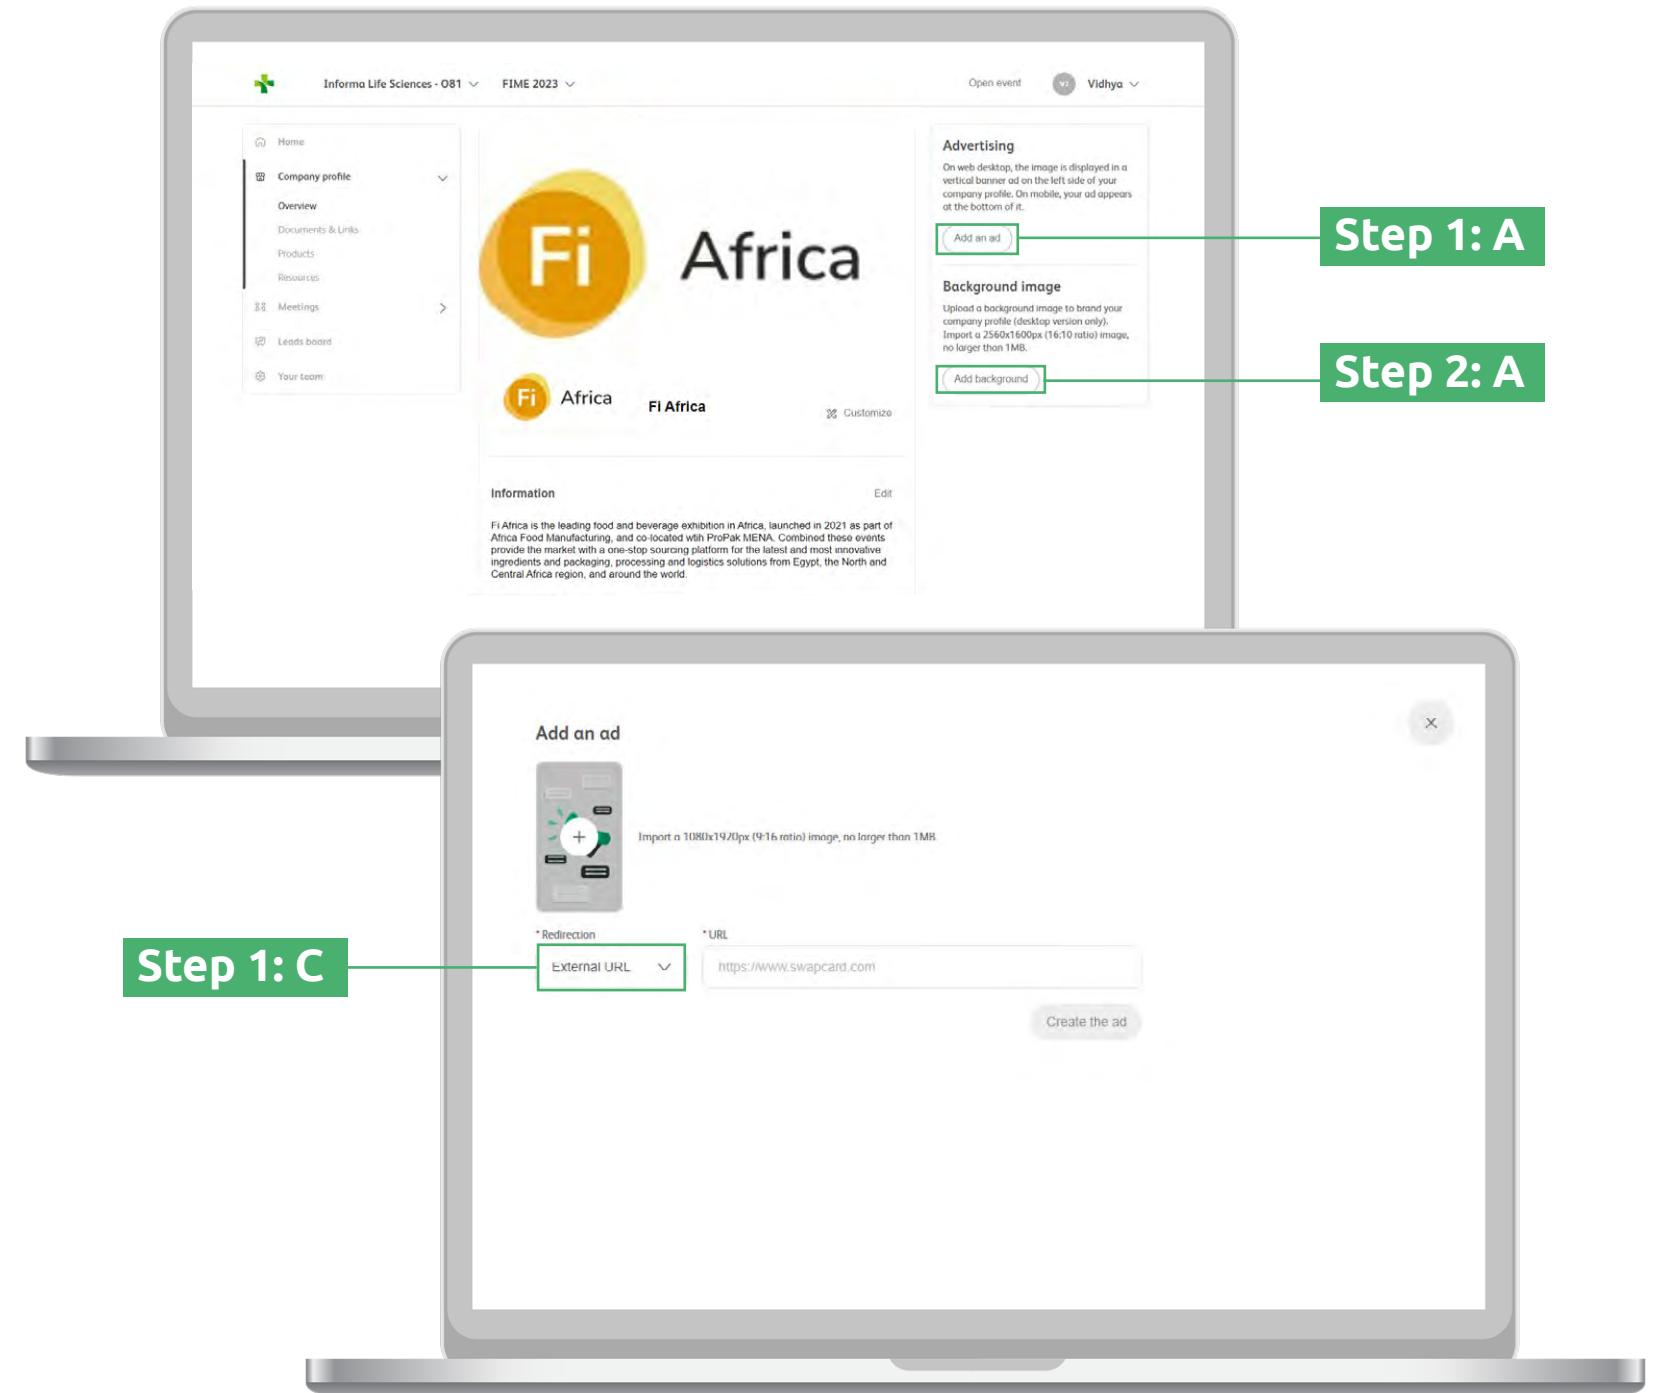 Informa Life Sciences - O81
FIME 2023
Open event
Vidhya
Home
Company profile
Overview
Documents & Links
Products
Resources
Meetings
Leads board
Your team
Fi
Africa
Fi
Africa
Fi Africa
Customize
Information
Edit
Fi Africa is the leading food and beverage exhibition in Africa, launched in 2021 as part of
Africa Food Manufacturing, and co-located wtih ProPak MENA. Combined these events
provide the market with a one-stop sourcing platform for the latest and most innovative
ingredients and packaging, processing and logistics solutions from Egypt, the North and
Central Africa region, and around the world.
Advertising
On web desktop, the image is displayed in a
vertical banner ad on the left side of your
company profile. On mobile, your ad appears
at the bottom of it.
Add an ad
Step 1: A
Background image
Upload a background image to brand your
company profile (desktop version only).
Import a 2560x1600px (16:10 ratio) image,
no larger than 1MB.
Add background
Step 2: A
Add an ad
Import a 1080x1920px (9:16 ratio) image, no larger than 1MB.
* Redirection
* URL
Step 1: C
External URL
https://www.swapcard.com
Create the ad